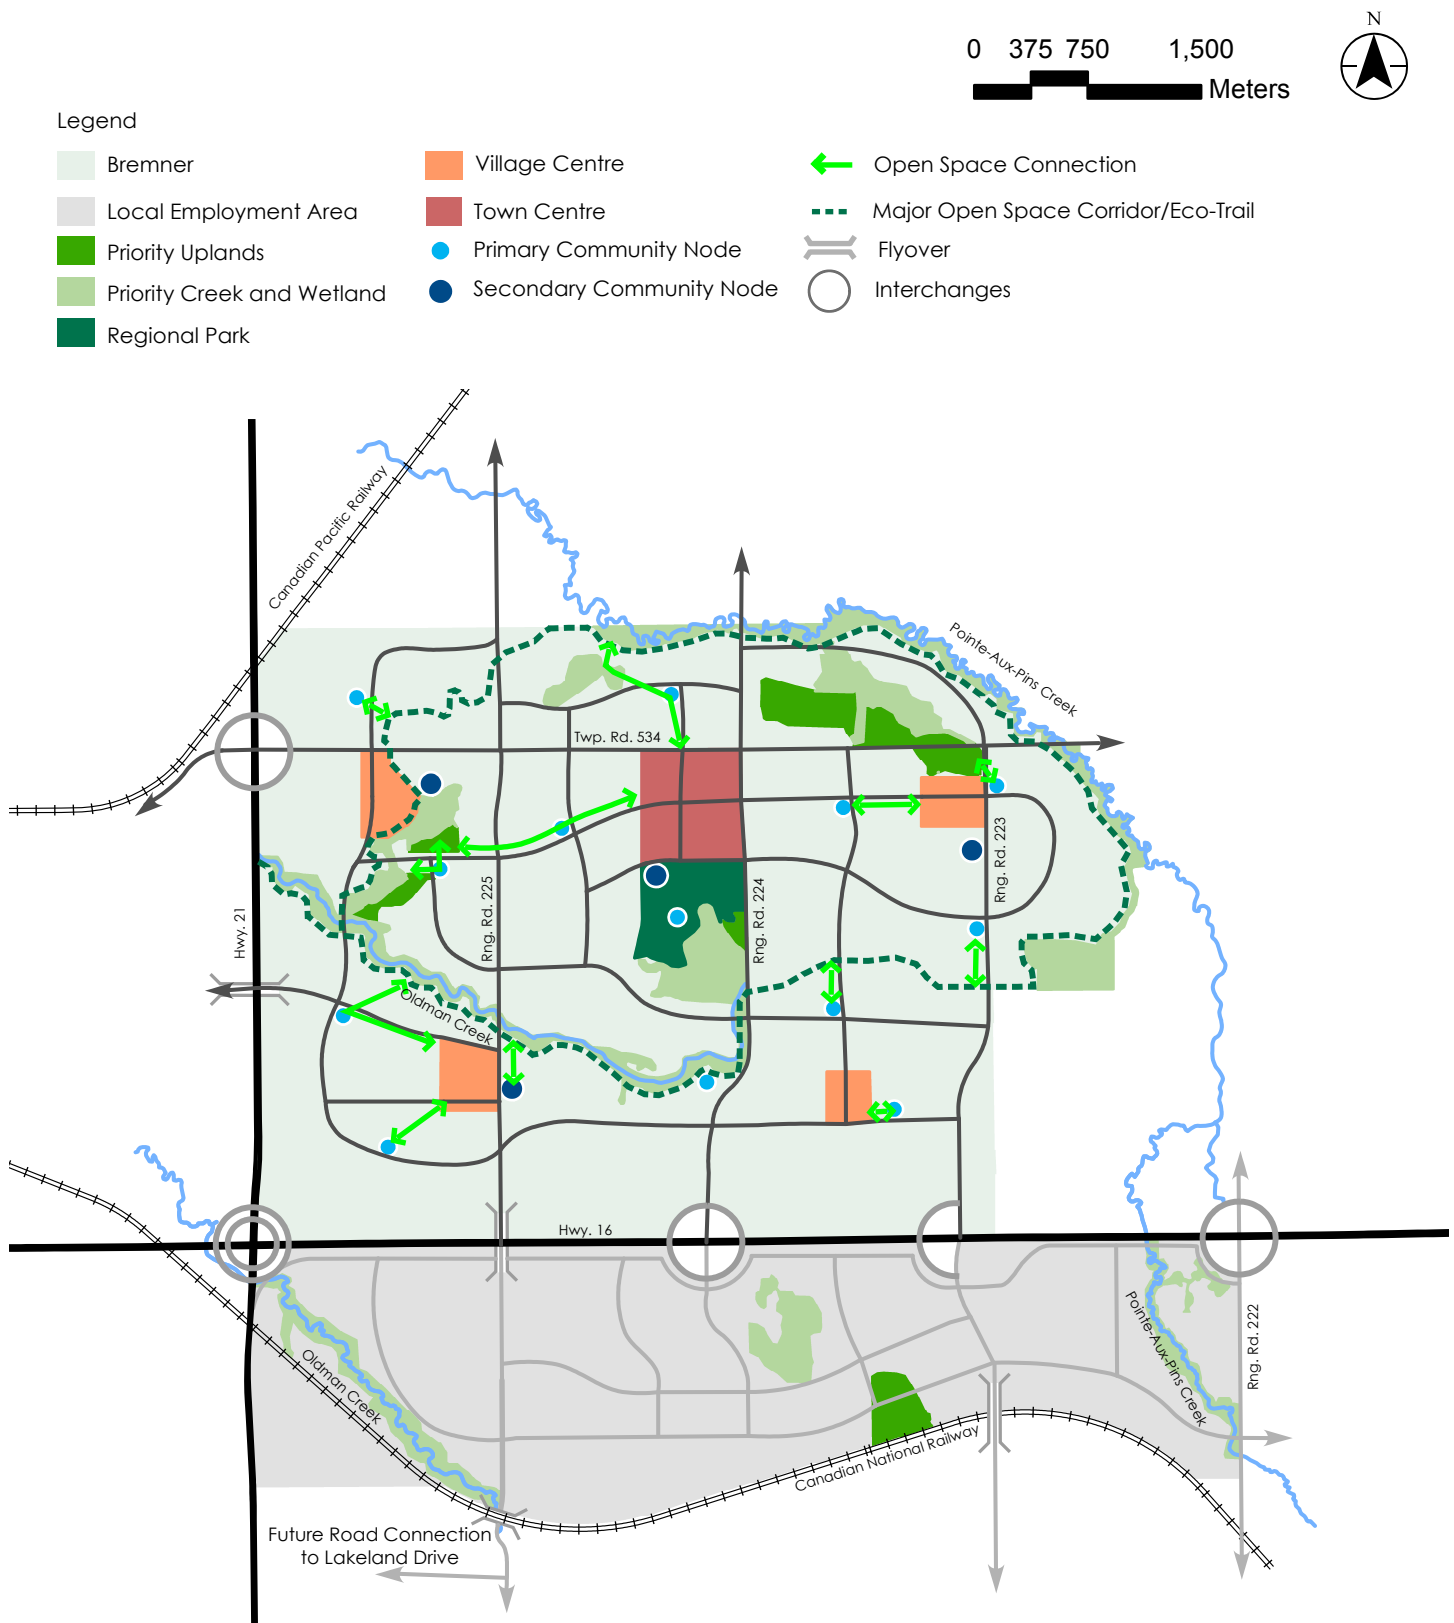 N
0 375 750 1,500
Meters
Legend
Bremner
Village Centre
Open Space Connection
Local Employment Area
Town Centre
Major Open Space Corridor/Eco-Trail
Priority Uplands
Primary Community Node
Flyover
Priority Creek and Wetland
Secondary Community Node
Interchanges
Regional Park
Canadian Pacific Railway
Pointe-Aux-Pins Creek
Twp. Rd. 534
Rng. Rd. 223
Rng. Rd. 225
Rng. Rd. 224
Hwy. 21
Oldman Creek
Hwy. 16
Pointe-Aux-Pins Creek
Rng. Rd. 222
Oldman Creek
Canadian National Railway
Future Road Connection
to Lakeland Drive